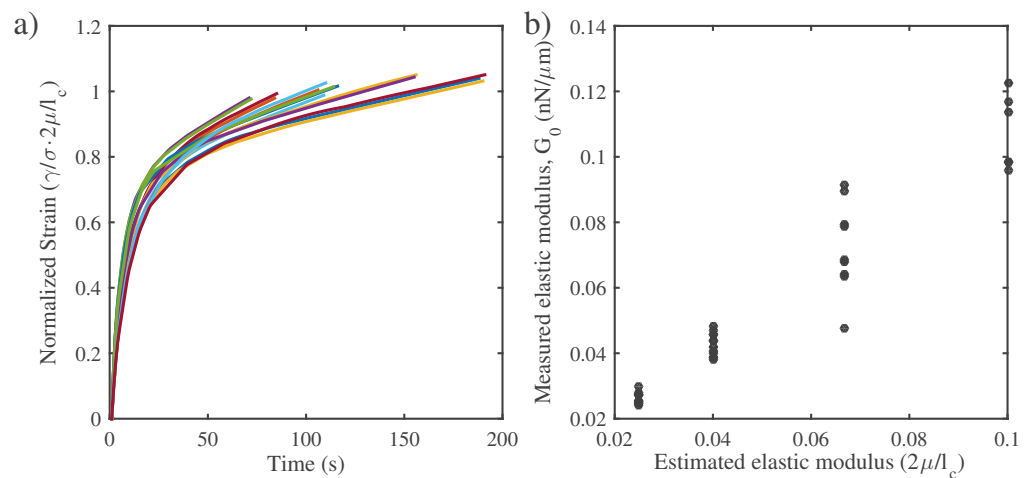 a)
Normalized Strain (γ/σ·2μ/l_c)
1.2
1
0.8
0.6
0.4
0.2
0
0 50 100 150 200
Time (s)
b)
Measured elastic modulus, G_0 (nN/μm)
0.14
0.12
0.1
0.08
0.06
0.04
0.02
0.02 0.04 0.06 0.08 0.1
Estimated elastic modulus (2μ/l_c)